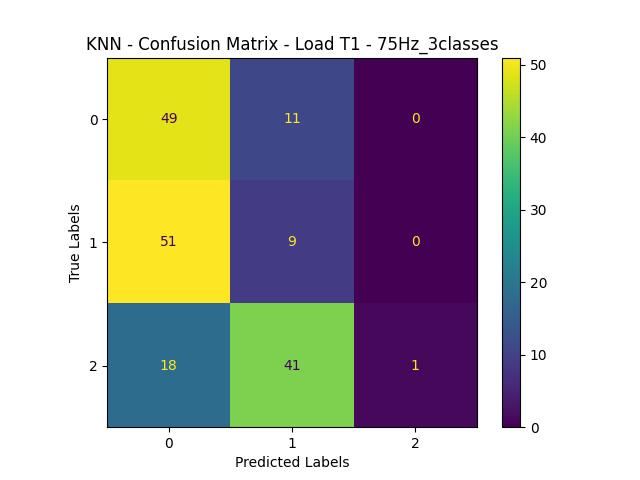 KNN - Confusion Matrix - Load T1 - 75Hz_3classes
True Labels
0 49 11 0
1 51 9 0
2 18 41 1
0 1 2
Predicted Labels
50
40
30
20
10
0